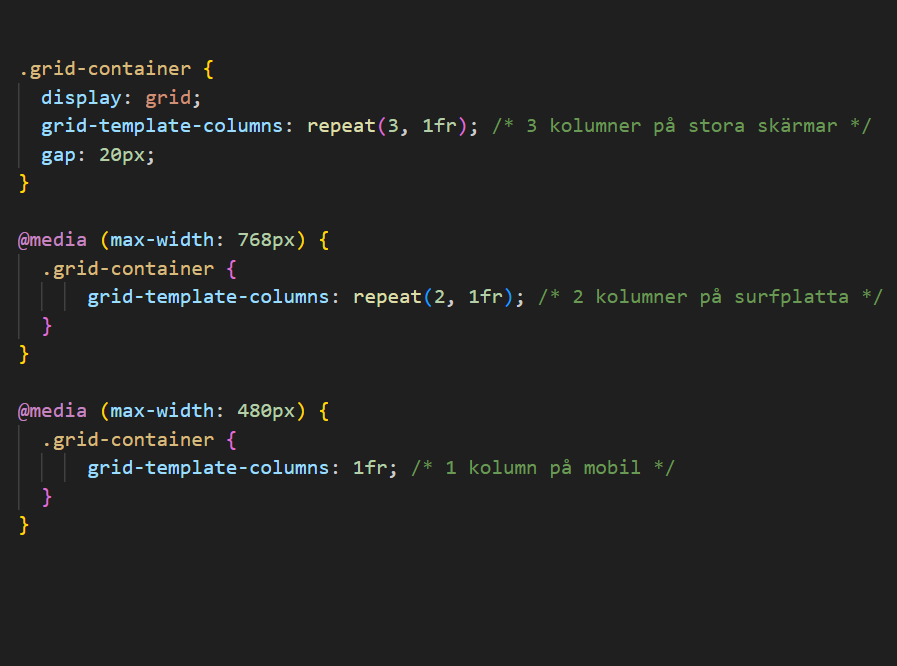 .grid-container {
  display: grid;
  grid-template-columns: repeat(3, 1fr); /* 3 kolumner på stora skärmar */
  gap: 20px;
}

@media (max-width: 768px) {
  .grid-container {
      grid-template-columns: repeat(2, 1fr); /* 2 kolumner på surfplatta */
  }
}

@media (max-width: 480px) {
  .grid-container {
      grid-template-columns: 1fr; /* 1 kolumn på mobil */
  }
}